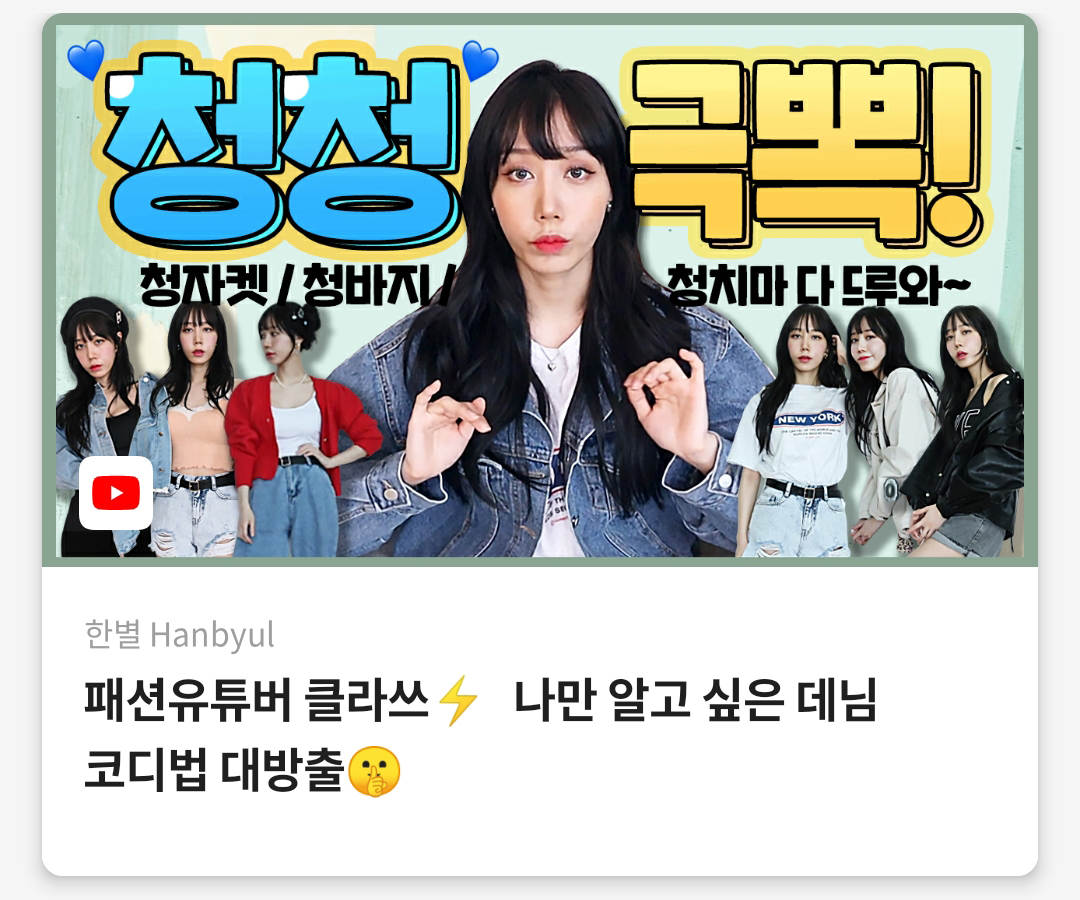 💙청청💙 극뽁!
청자켓 / 청바지 / 청치마 다 드루와~
NEW YORK
한별 Hanbyul
패션유튜버 클라쓰⚡ 나만 알고 싶은 데님
코디법 대방출🤫